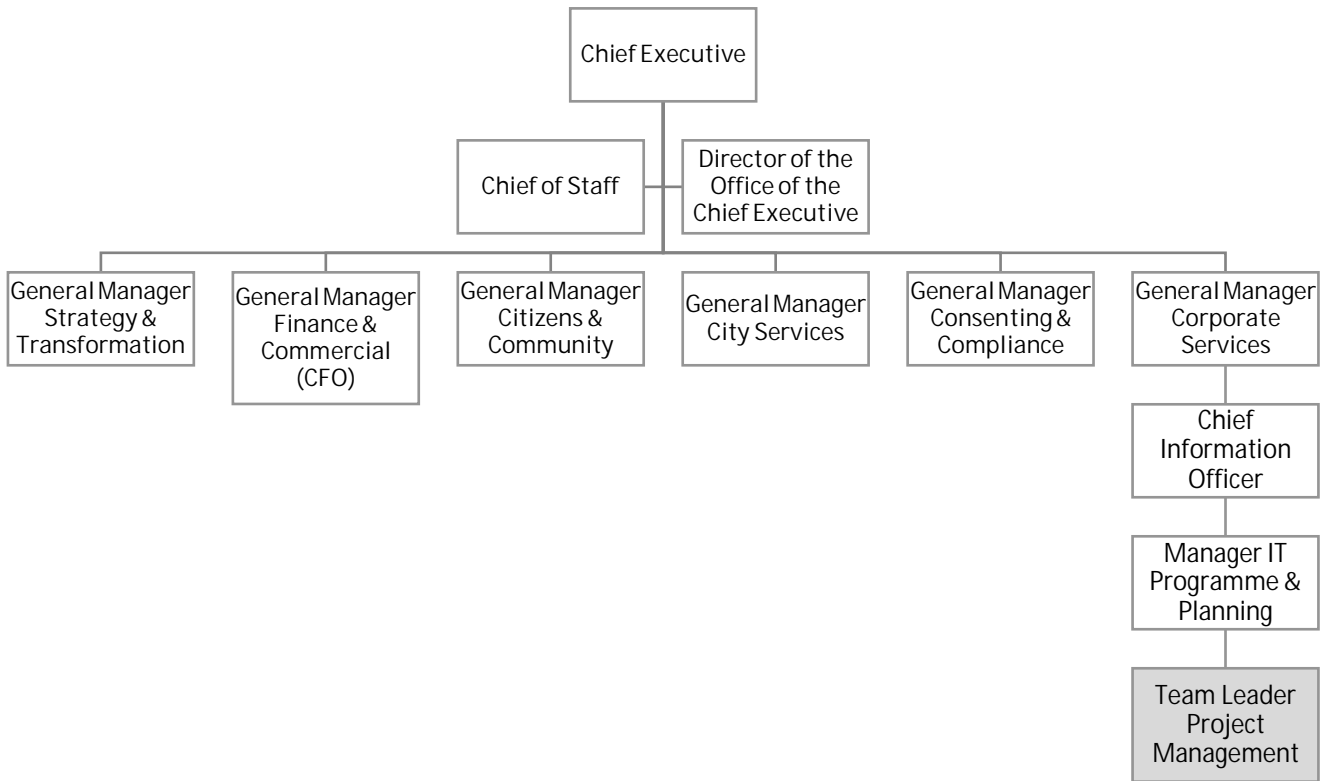 Chief Executive
Chief of Staff
Director of the
Office of the
Chief Executive
General Manager
Strategy &
Transformation
General Manager
Finance &
Commercial
(CFO)
General Manager
Citizens &
Community
General Manager
City Services
General Manager
Consenting &
Compliance
General Manager
Corporate
Services
Chief
Information
Officer
Manager IT
Programme &
Planning
Team Leader
Project
Management